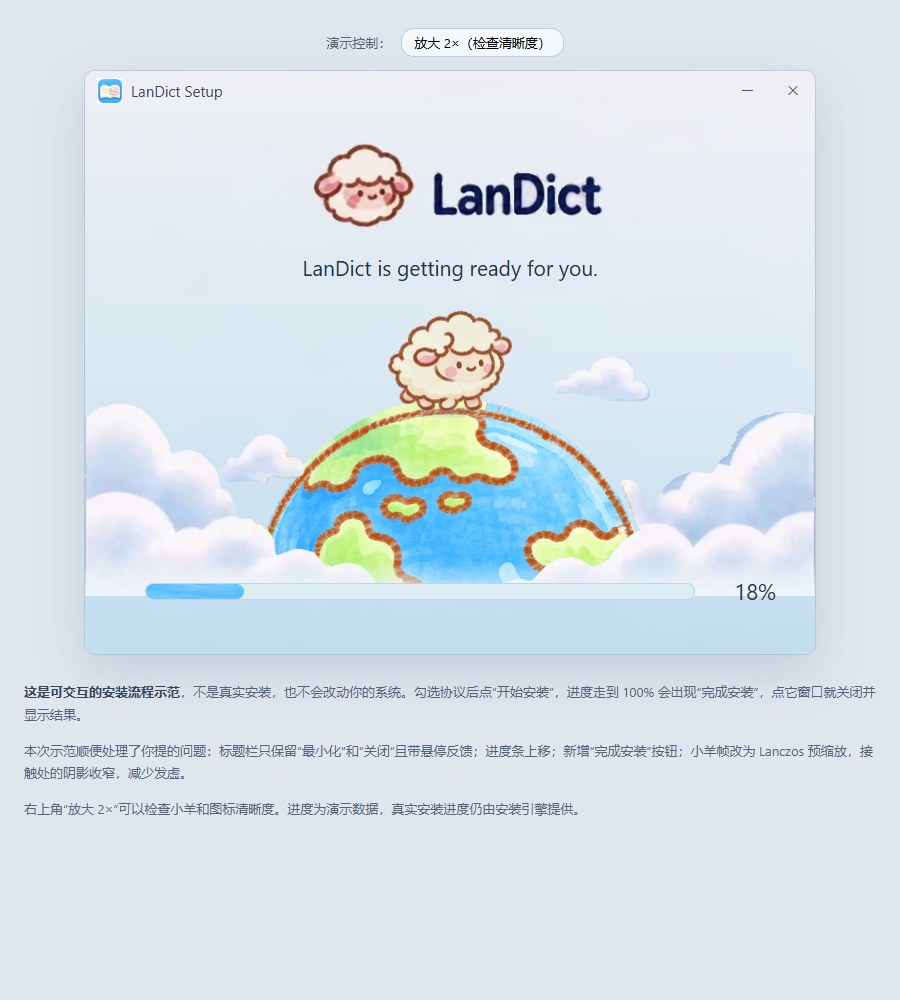 演示控制： 放大 2×（检查清晰度）
LanDict Setup
LanDict
LanDict is getting ready for you.
18%
这是可交互的安装流程示范，不是真实安装，也不会改动你的系统。勾选协议后点“开始安装”，进度走到 100% 会出现“完成安装”，点它窗口就关闭并
显示结果。
本次示范顺便处理了你提的问题：标题栏只保留“最小化”和“关闭”且带悬停反馈；进度条上移；新增“完成安装”按钮；小羊帧改为 Lanczos 预缩放，接
触处的阴影收窄，减少发虚。
右上角“放大 2×”可以检查小羊和图标清晰度。进度为演示数据，真实安装进度仍由安装引擎提供。